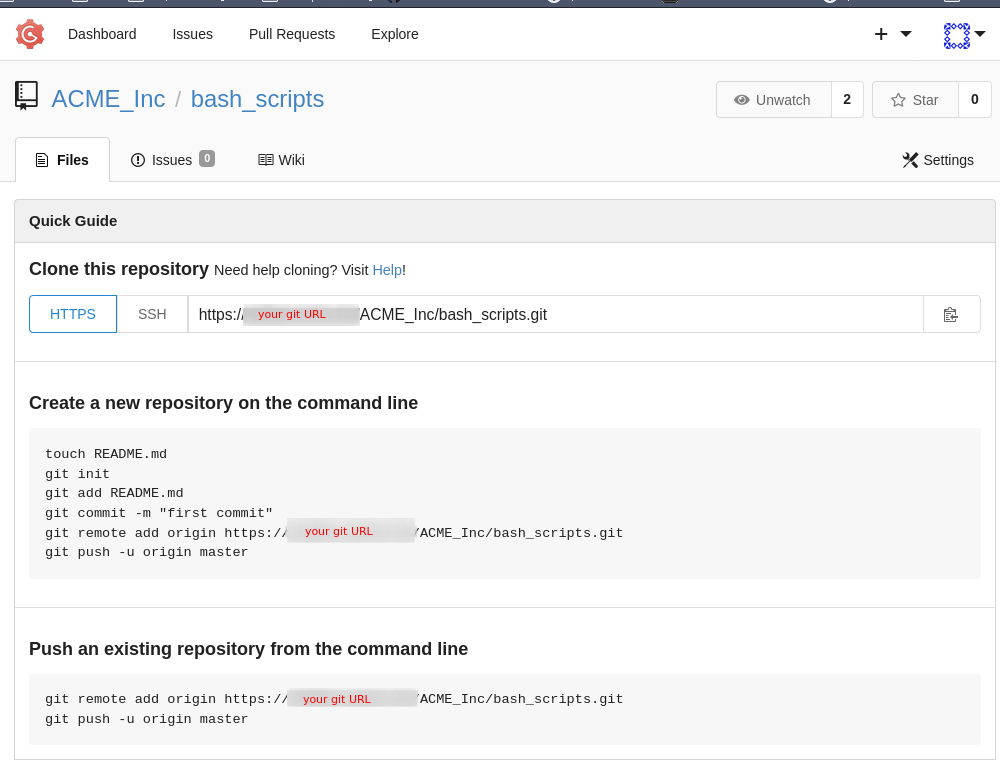 Dashboard Issues Pull Requests Explore
ACME_Inc / bash_scripts Unwatch 2 Star 0
Files Issues 0 Wiki Settings
Quick Guide
Clone this repository Need help cloning? Visit Help!
HTTPS SSH https:// your git URL /ACME_Inc/bash_scripts.git
Create a new repository on the command line
touch README.md
git init
git add README.md
git commit -m "first commit"
git remote add origin https:// your git URL /ACME_Inc/bash_scripts.git
git push -u origin master
Push an existing repository from the command line
git remote add origin https:// your git URL /ACME_Inc/bash_scripts.git
git push -u origin master